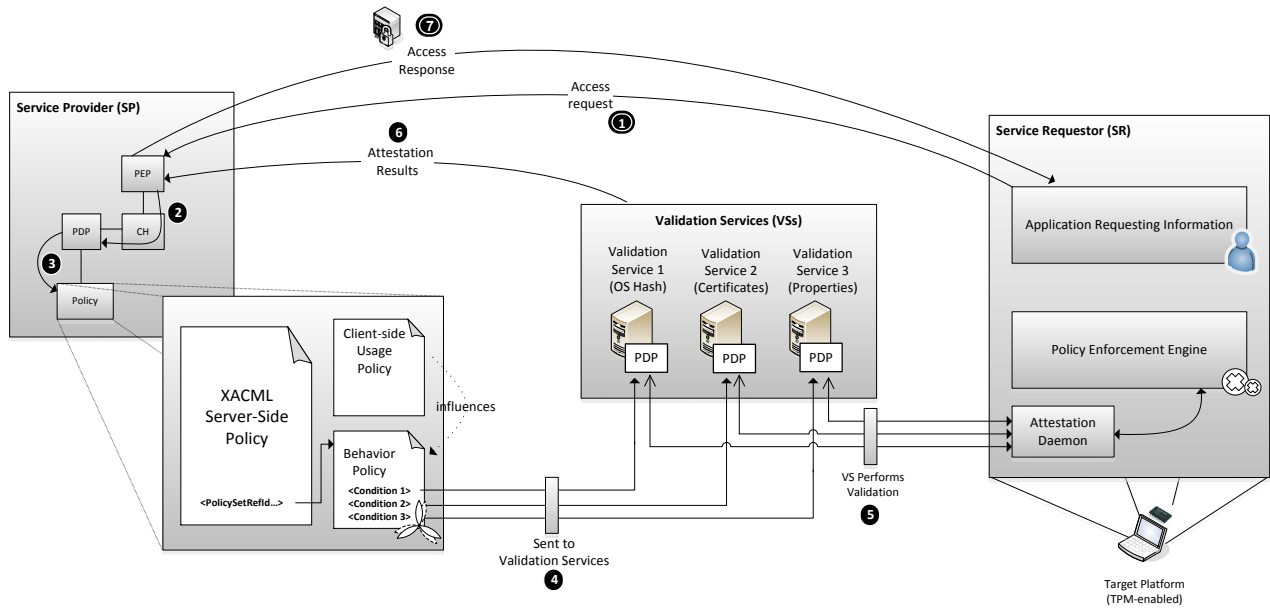 7
Access
Response
Access
request
1
6
Attestation
Results
Service Provider (SP)
PEP
2
PDP
CH
3
Policy
XACML
Server-Side
Policy
<PolicySetRefId...>
Client-side
Usage
Policy
influences
Behavior
Policy
<Condition 1>
<Condition 2>
<Condition 3>
Sent to
Validation Services
4
Validation Services (VSs)
Validation
Service 1
(OS Hash)
Validation
Service 2
(Certificates)
Validation
Service 3
(Properties)
PDP
PDP
PDP
VS Performs
Validation
5
Service Requestor (SR)
Application Requesting Information
Policy Enforcement Engine
Attestation
Daemon
Target Platform
(TPM-enabled)